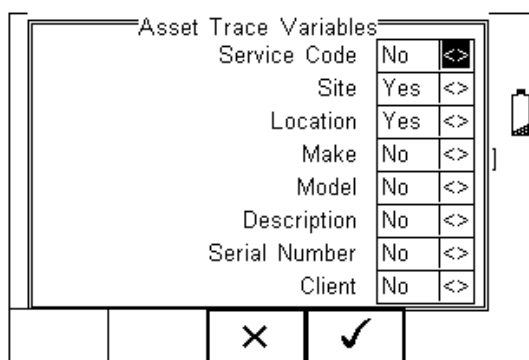 Asset Trace Variables
Service Code No <>
Site Yes <>
Location Yes <>
Make No <>
Model No <>
Description No <>
Serial Number No <>
Client No <>
]